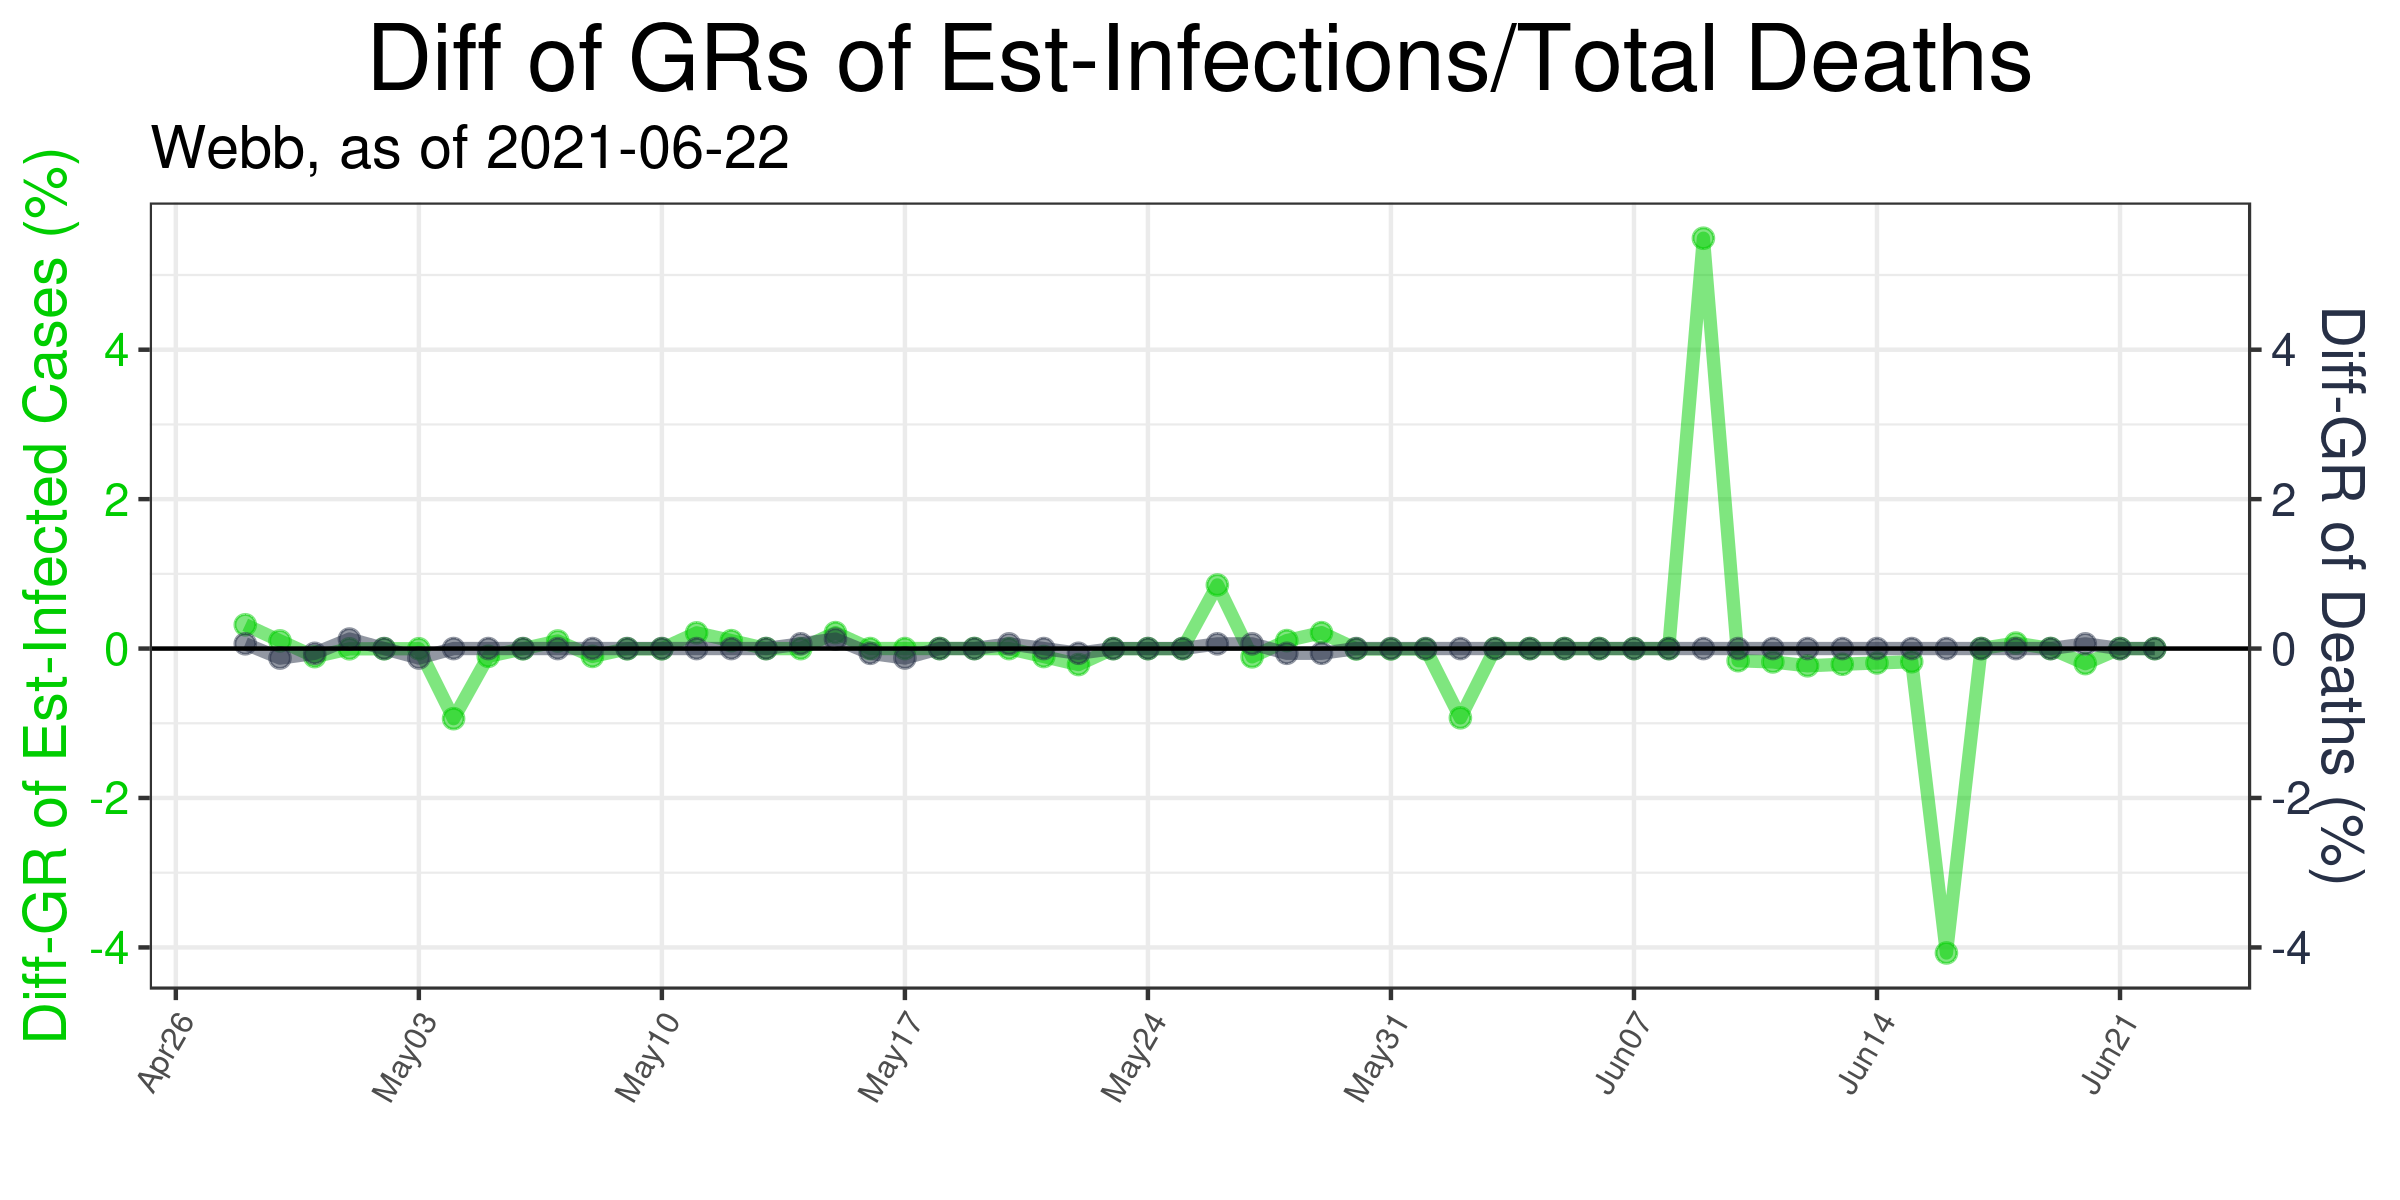 Diff of GRs of Est-Infections/Total Deaths
Webb, as of 2021-06-22
Diff-GR of Est-Infected Cases (%)
4
2
0
-2
-4
4
2
0
-2
-4
Diff-GR of Deaths (%)
Apr26
May03
May10
May17
May24
May31
Jun07
Jun14
Jun21